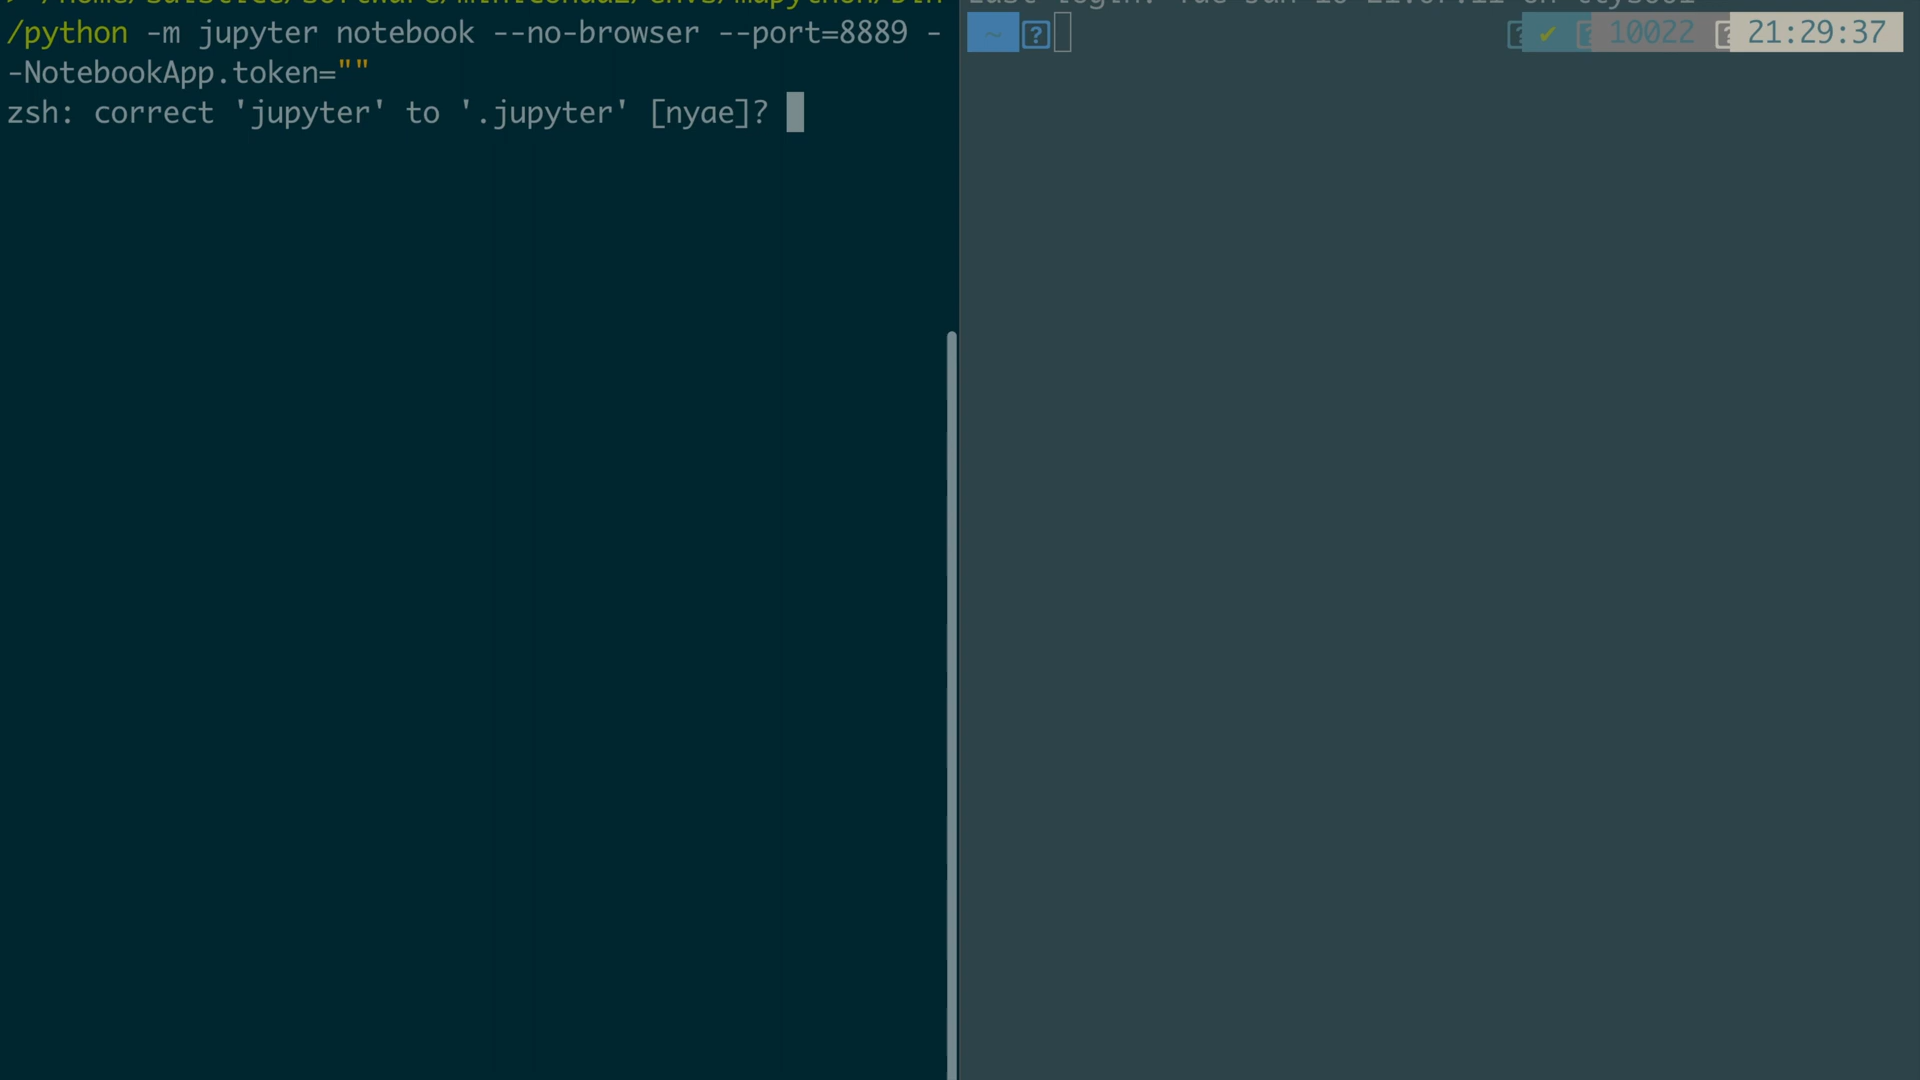 /python -m jupyter notebook --no-browser --port=8889 -
-NotebookApp.token=""
zsh: correct 'jupyter' to '.jupyter' [nyae]?
~
✔ 10022 21:29:37